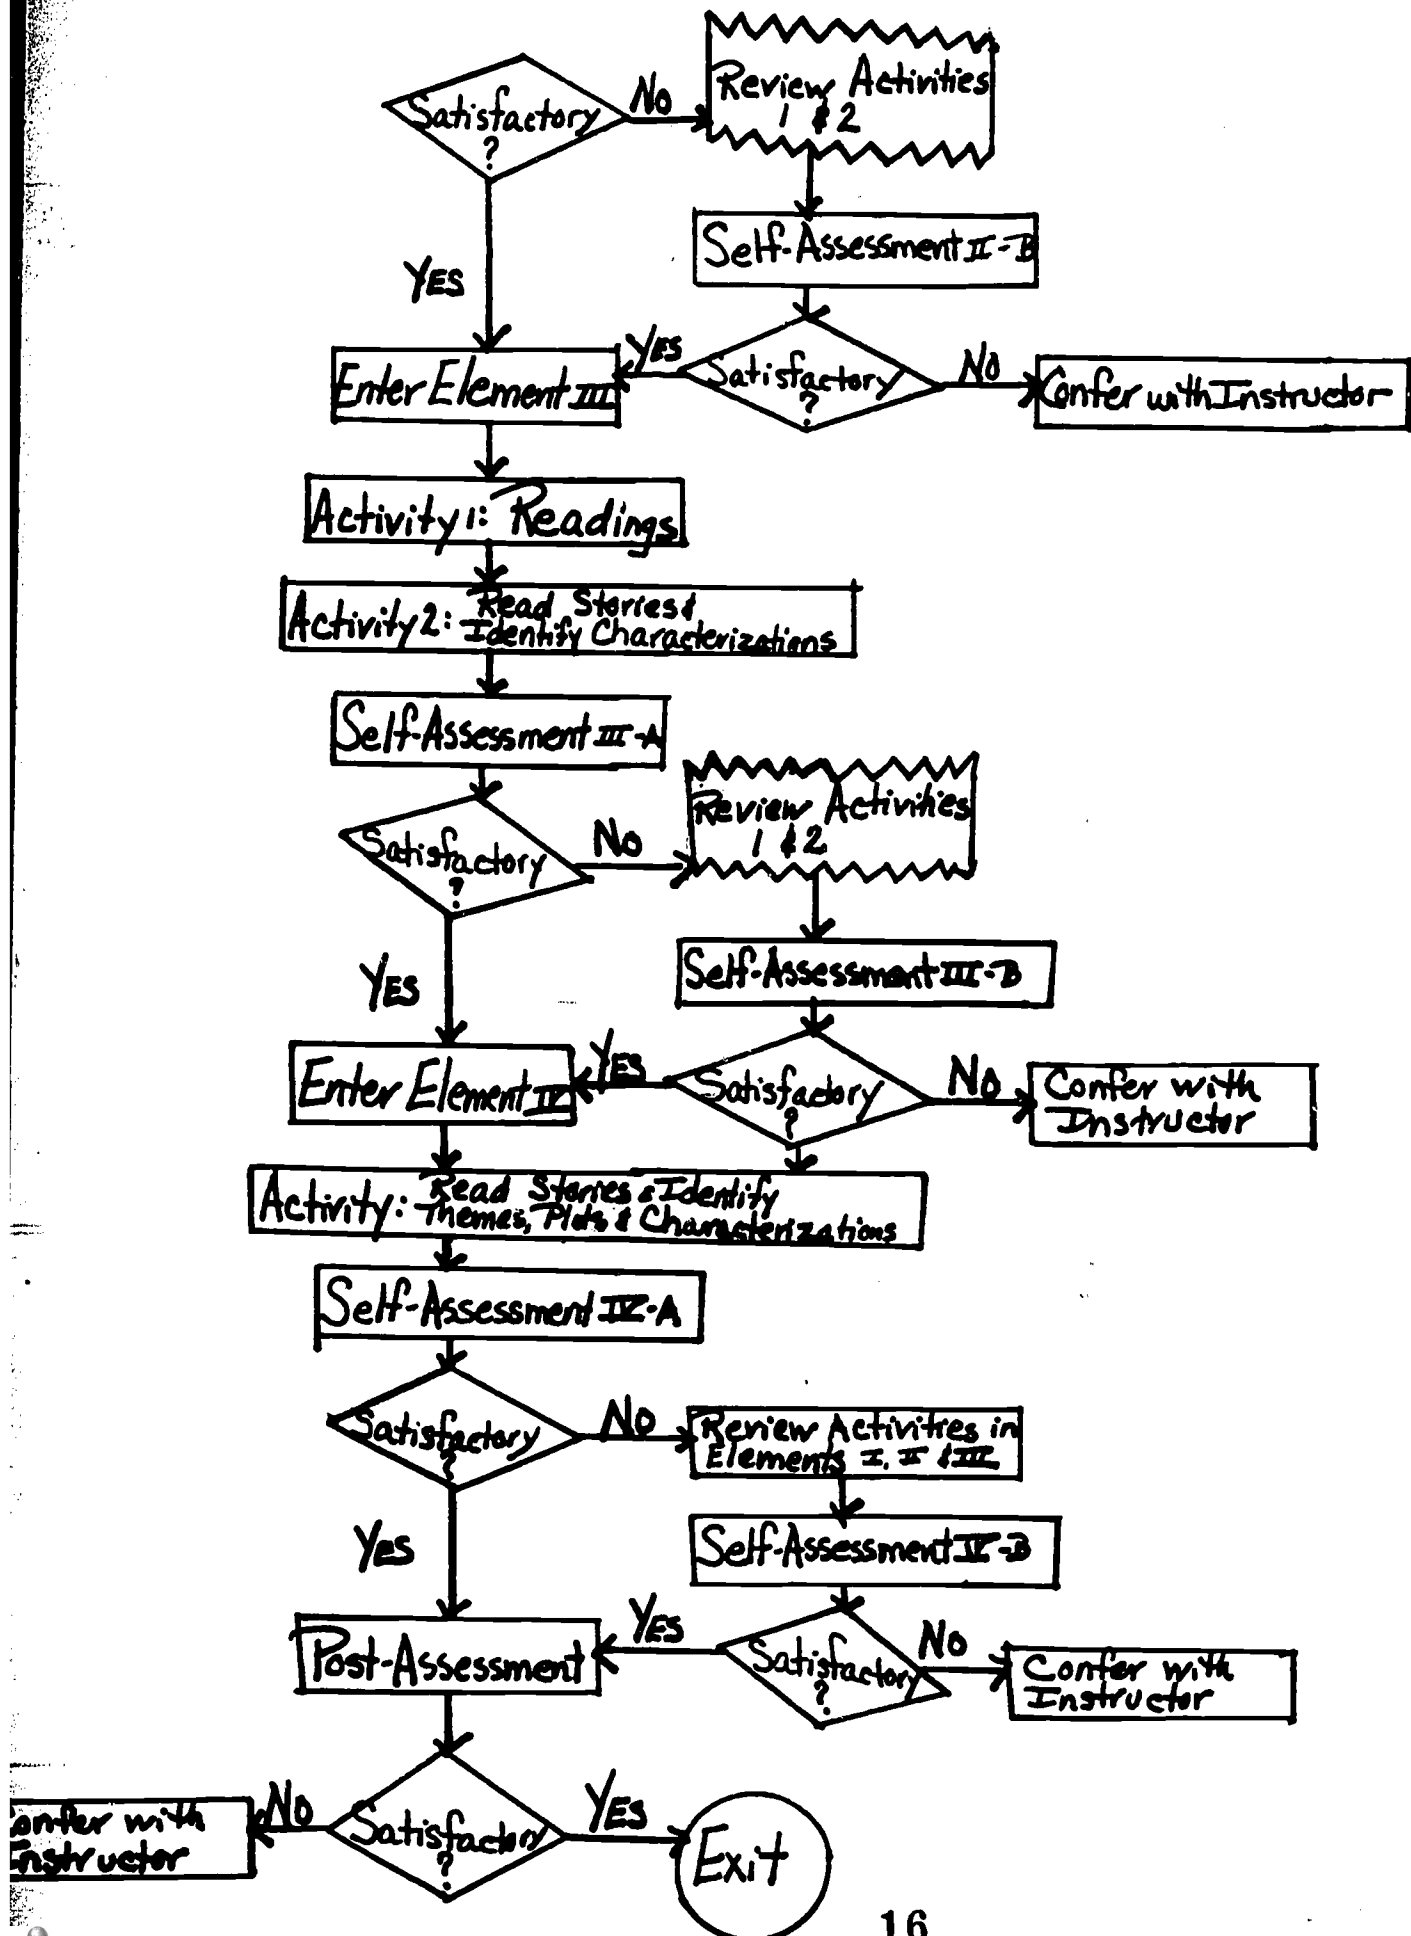 Satisfactory
?
No
Review Activities
1 & 2
Self-Assessment II-B
YES
Enter Element III
YES
Satisfactory
?
No
Confer with Instructor
Activity 1: Readings
Activity 2: Read Stories &
Identify Characterizations
Self-Assessment III-A
Satisfactory
?
No
Review Activities
1 & 2
Self-Assessment III-B
YES
Enter Element IV
YES
Satisfactory
?
No
Confer with
Instructor
Activity: Read Stories & Identify
Themes, Plots & Characterizations
Self-Assessment IV-A
Satisfactory
?
No
Review Activities in
Elements I, II & III
Self-Assessment IV-B
Yes
Post-Assessment
YES
Satisfactory
?
No
Confer with
Instructor
Satisfactory
?
No
Confer with
Instructor
YES
Exit
16